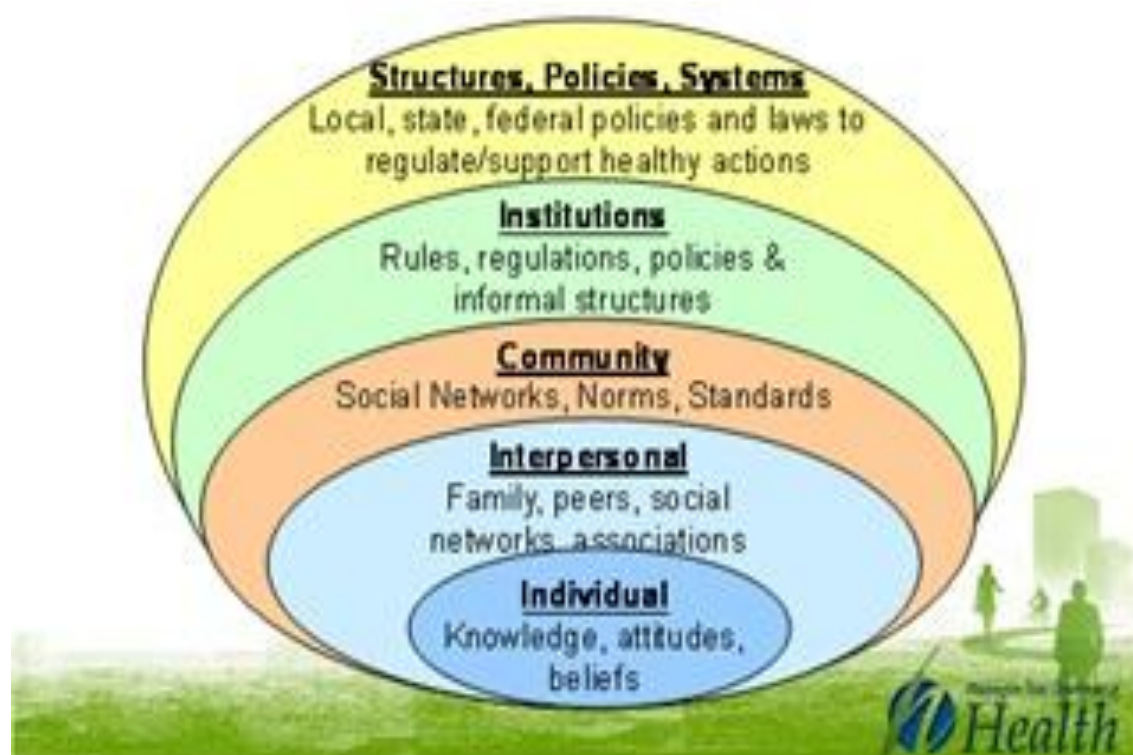 Structures, Policies, Systems
Local, state, federal policies and laws to
regulate/support healthy actions
Institutions
Rules, regulations, policies &
informal structures
Community
Social Networks, Norms, Standards
Interpersonal
Family, peers, social
networks, associations
Individual
Knowledge, attitudes,
beliefs
Health